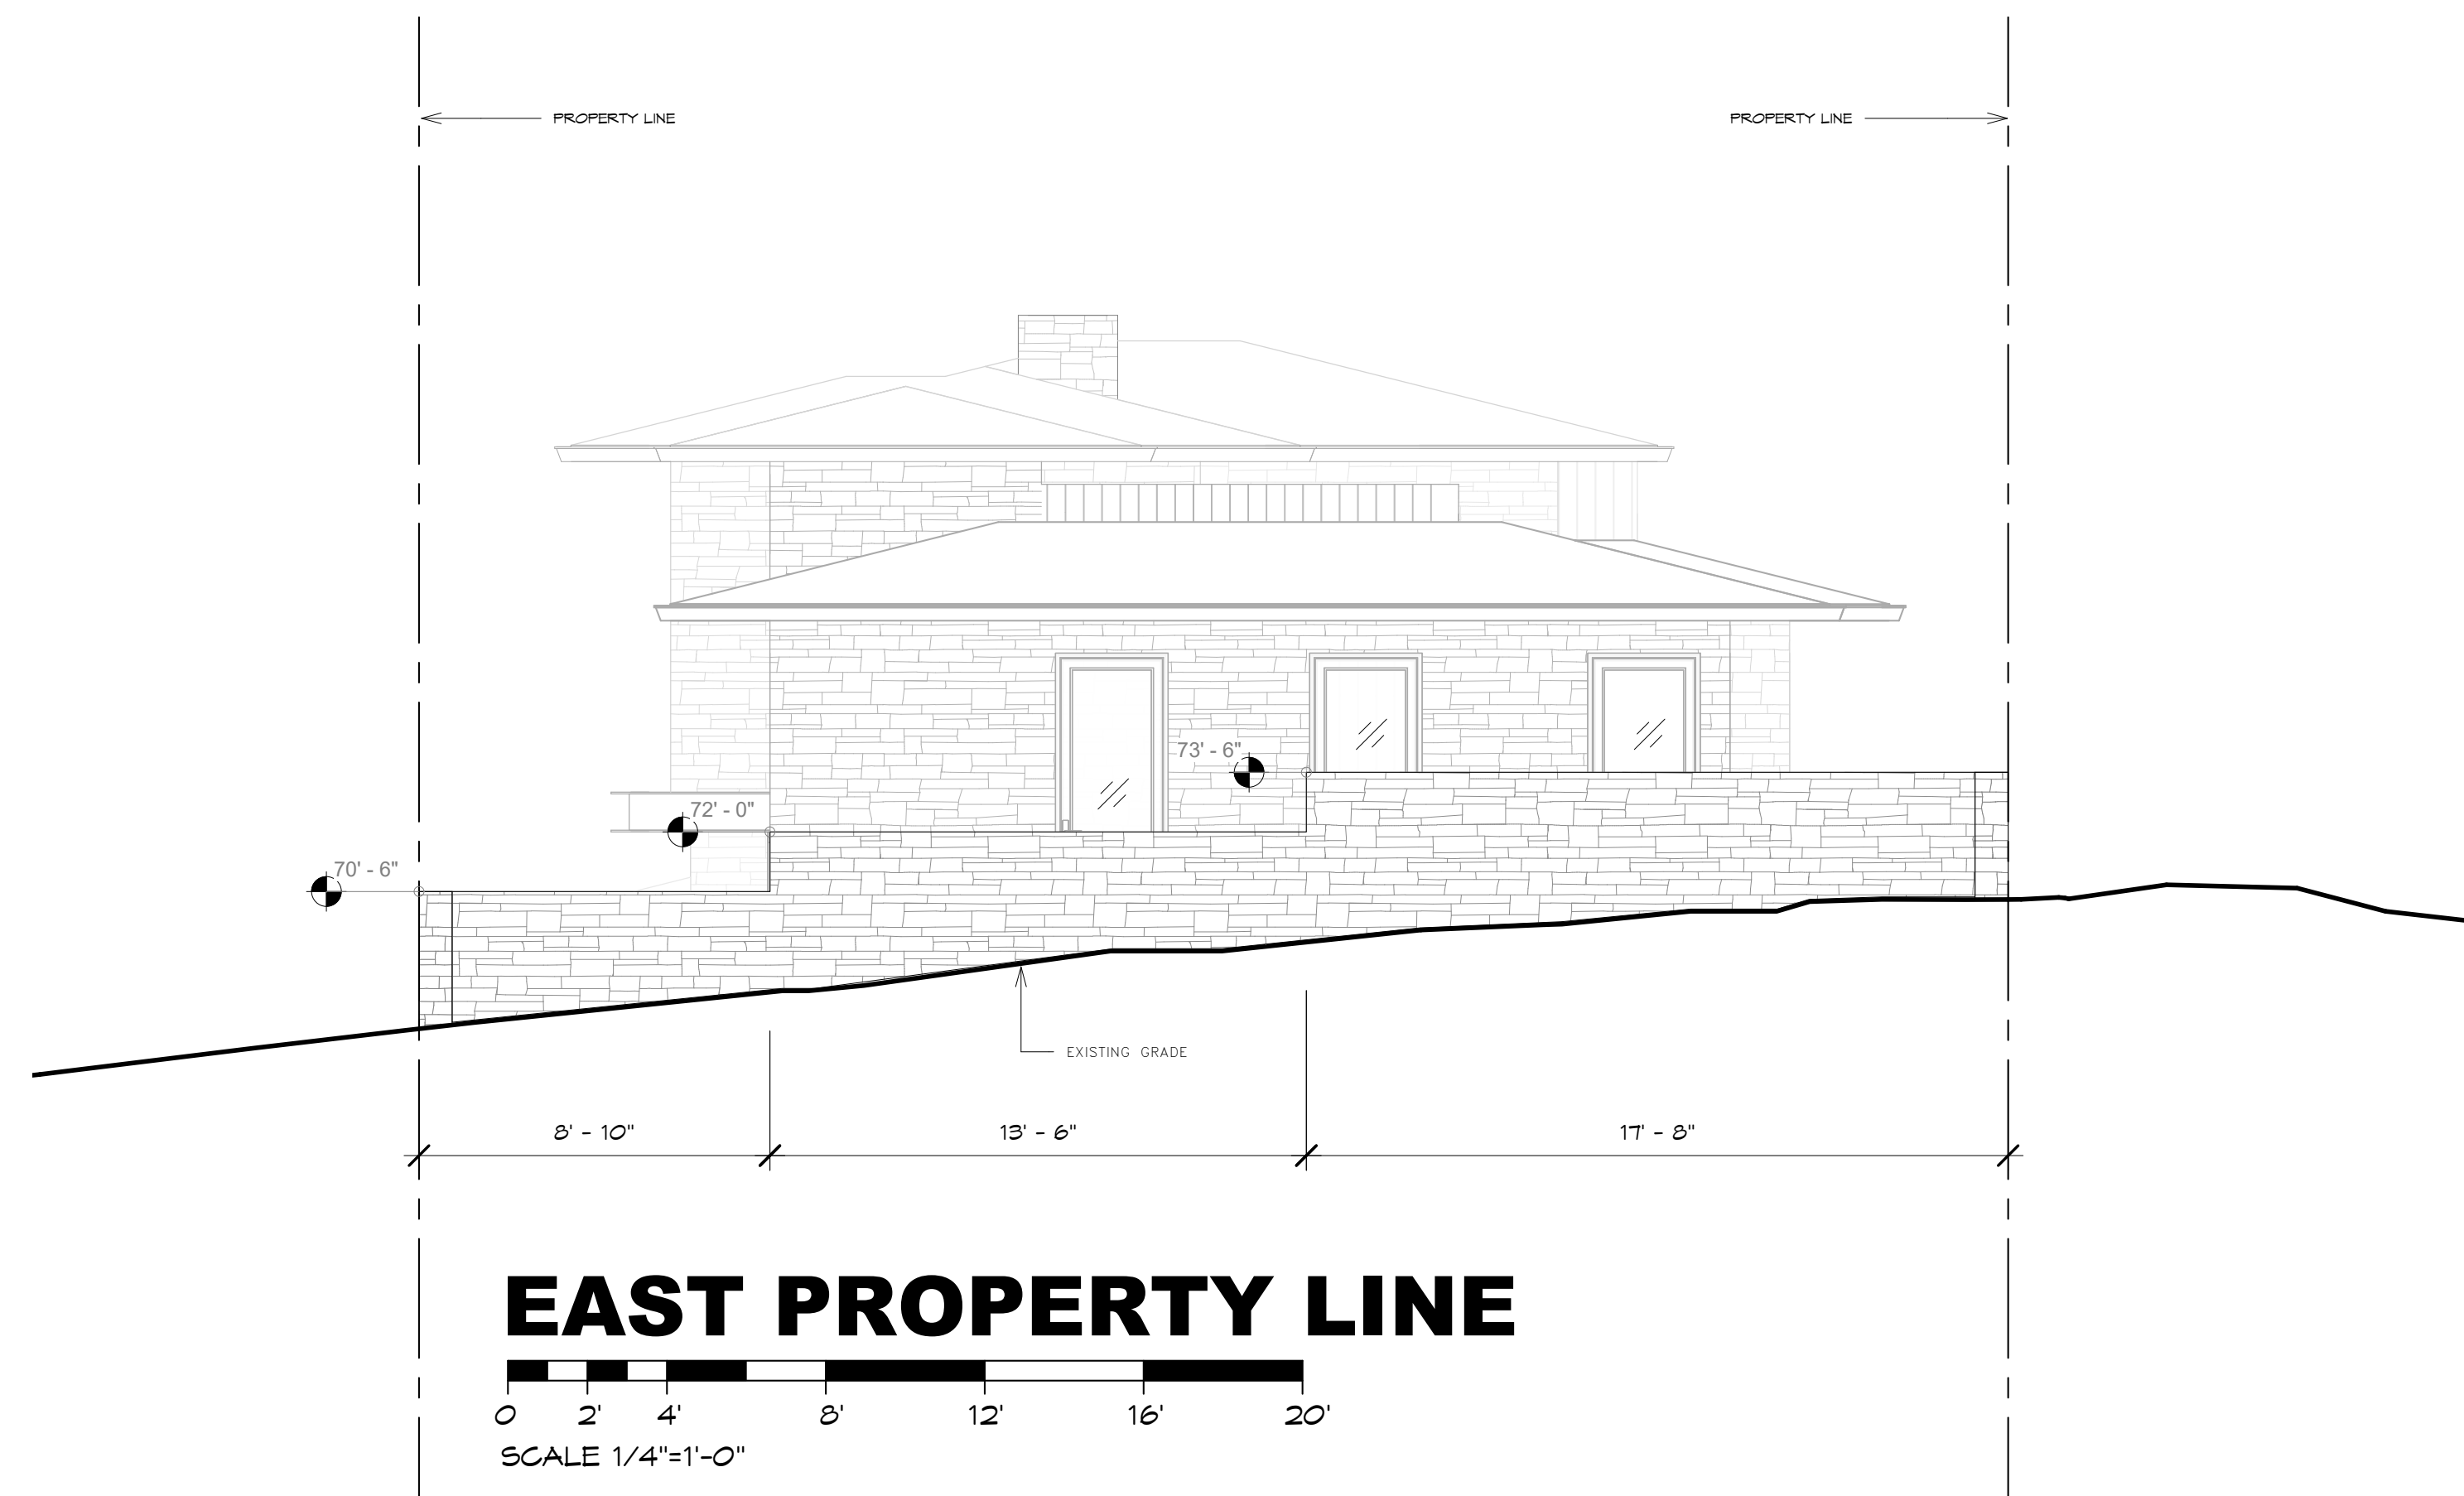 PROPERTY LINE
PROPERTY LINE
73' - 6"
72' - 0"
70' - 6"
EXISTING GRADE
8' - 10"
13' - 6"
17' - 8"
EAST PROPERTY LINE
0 2' 4' 8' 12' 16' 20'
SCALE 1/4"=1'-0"